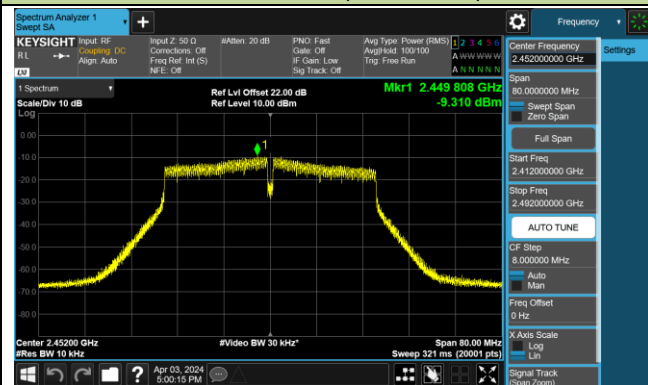 Spectrum Analyzer 1
Swept SA
Frequency
KEYSIGHT
RL
LXI
Input: RF
Coupling: DC
Align: Auto
Input Z: 50 Ω
Corrections: Off
Freq Ref: Int (S)
NFE: Off
#Atten: 20 dB
PNO: Fast
Gate: Off
IF Gain: Low
Sig Track: Off
Avg Type: Power (RMS)
Avg|Hold: 100/100
Trig: Free Run
1 2 3 4 5 6
A W W W W W
A N N N N N
Center Frequency
2.452000000 GHz
Settings
Span
80.0000000 MHz
Swept Span
Zero Span
Full Span
Start Freq
2.412000000 GHz
Stop Freq
2.492000000 GHz
AUTO TUNE
CF Step
8.000000 MHz
Auto
Man
Freq Offset
0 Hz
X Axis Scale
Log
Lin
Signal Track
(Span Zoom)
1 Spectrum
Scale/Div 10 dB
Log
Ref Lvl Offset 22.00 dB
Ref Level 10.00 dBm
Mkr1 2.449 808 GHz
-9.310 dBm
1
0.00
-10.0
-20.0
-30.0
-40.0
-50.0
-60.0
-70.0
-80.0
Center 2.45200 GHz
#Res BW 10 kHz
#Video BW 30 kHz*
Span 80.00 MHz
Sweep 321 ms (20001 pts)
Apr 03, 2024
5:00:15 PM